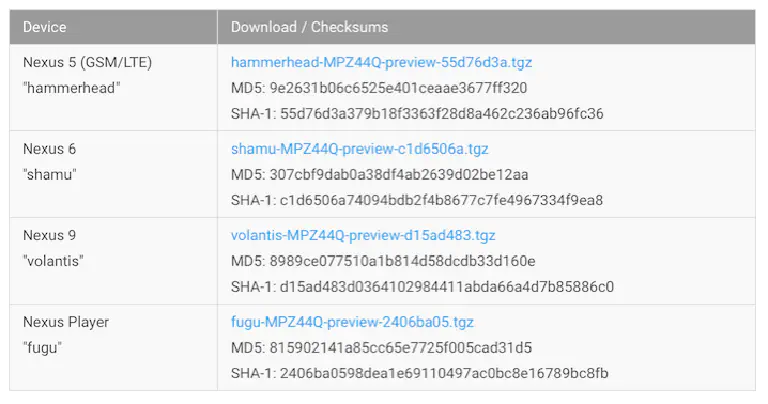 Device
Download / Checksums
Nexus 5 (GSM/LTE)
"hammerhead"
hammerhead-MPZ44Q-preview-55d76d3a.tgz
MD5: 9e2631b06c6525e401ceaae3677ff320
SHA-1: 55d76d3a379b18f3363f28d8a462c236ab96fc36
Nexus 6
"shamu"
shamu-MPZ44Q-preview-c1d6506a.tgz
MD5: 307cbf9dab0a38df4ab2639d02be12aa
SHA-1: c1d6506a74094bdb2f4b8677c7fe4967334f9ea8
Nexus 9
"volantis"
volantis-MPZ44Q-preview-d15ad483.tgz
MD5: 8989ce077510a1b814d58dcdb33d160e
SHA-1: d15ad483d0364102984411abda66a4d7b85886c0
Nexus Player
"fugu"
fugu-MPZ44Q-preview-2406ba05.tgz
MD5: 815902141a85cc65e7725f005cad31d5
SHA-1: 2406ba0598dea1e69110497ac0bc8e16789bc8fb